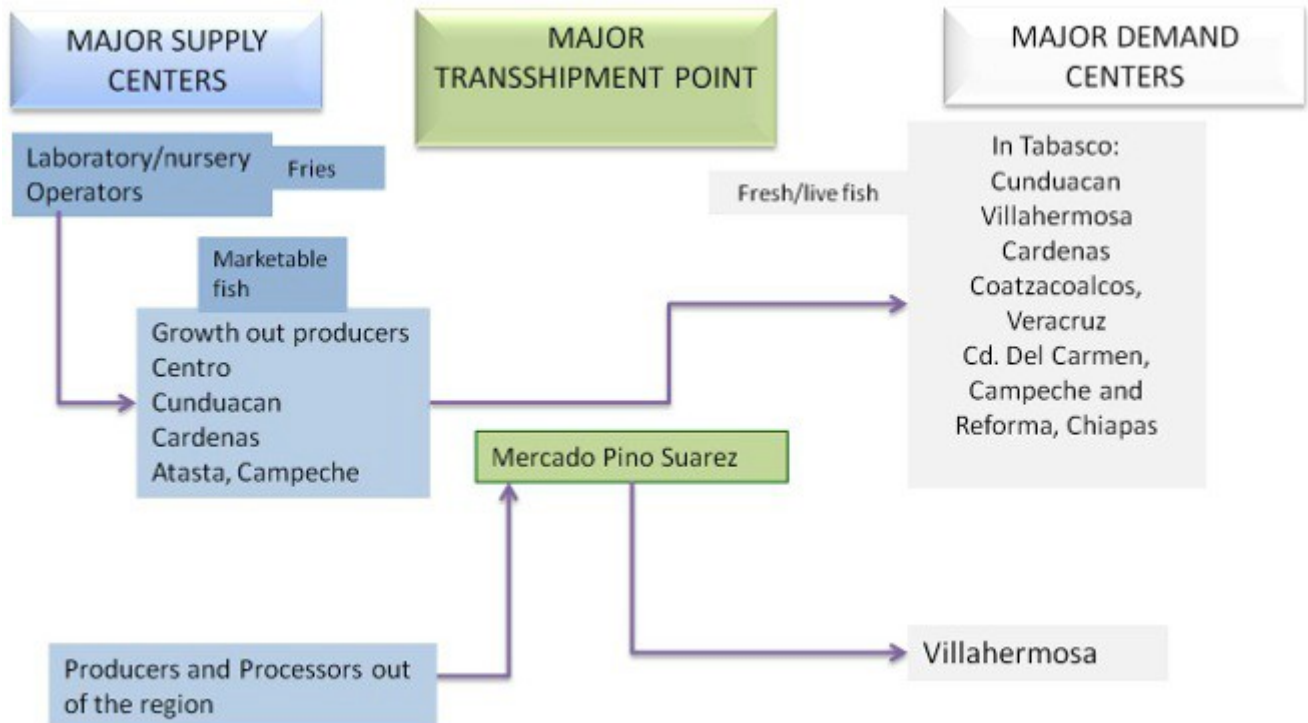 MAJOR SUPPLY
CENTERS
MAJOR
TRANSSHIPMENT POINT
MAJOR DEMAND
CENTERS
Laboratory/nursery
Operators
Fries
Marketable
fish
Growth out producers
Centro
Cunduacan
Cardenas
Atasta, Campeche
Fresh/live fish
In Tabasco:
Cunduacan
Villahermosa
Cardenas
Coatzacoalcos,
Veracruz
Cd. Del Carmen,
Campeche and
Reforma, Chiapas
Mercado Pino Suarez
Producers and Processors out
of the region
Villahermosa